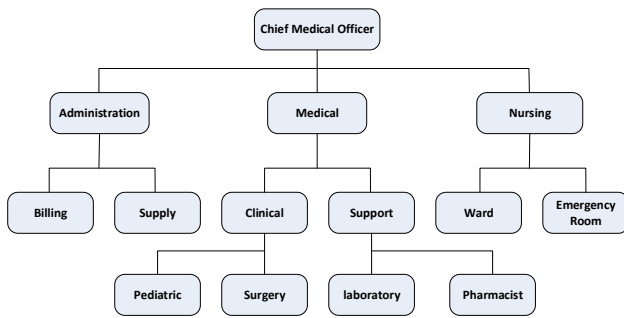 Chief Medical Officer
Administration
Medical
Nursing
Billing
Supply
Clinical
Support
Ward
Emergency
Room
Pediatric
Surgery
laboratory
Pharmacist